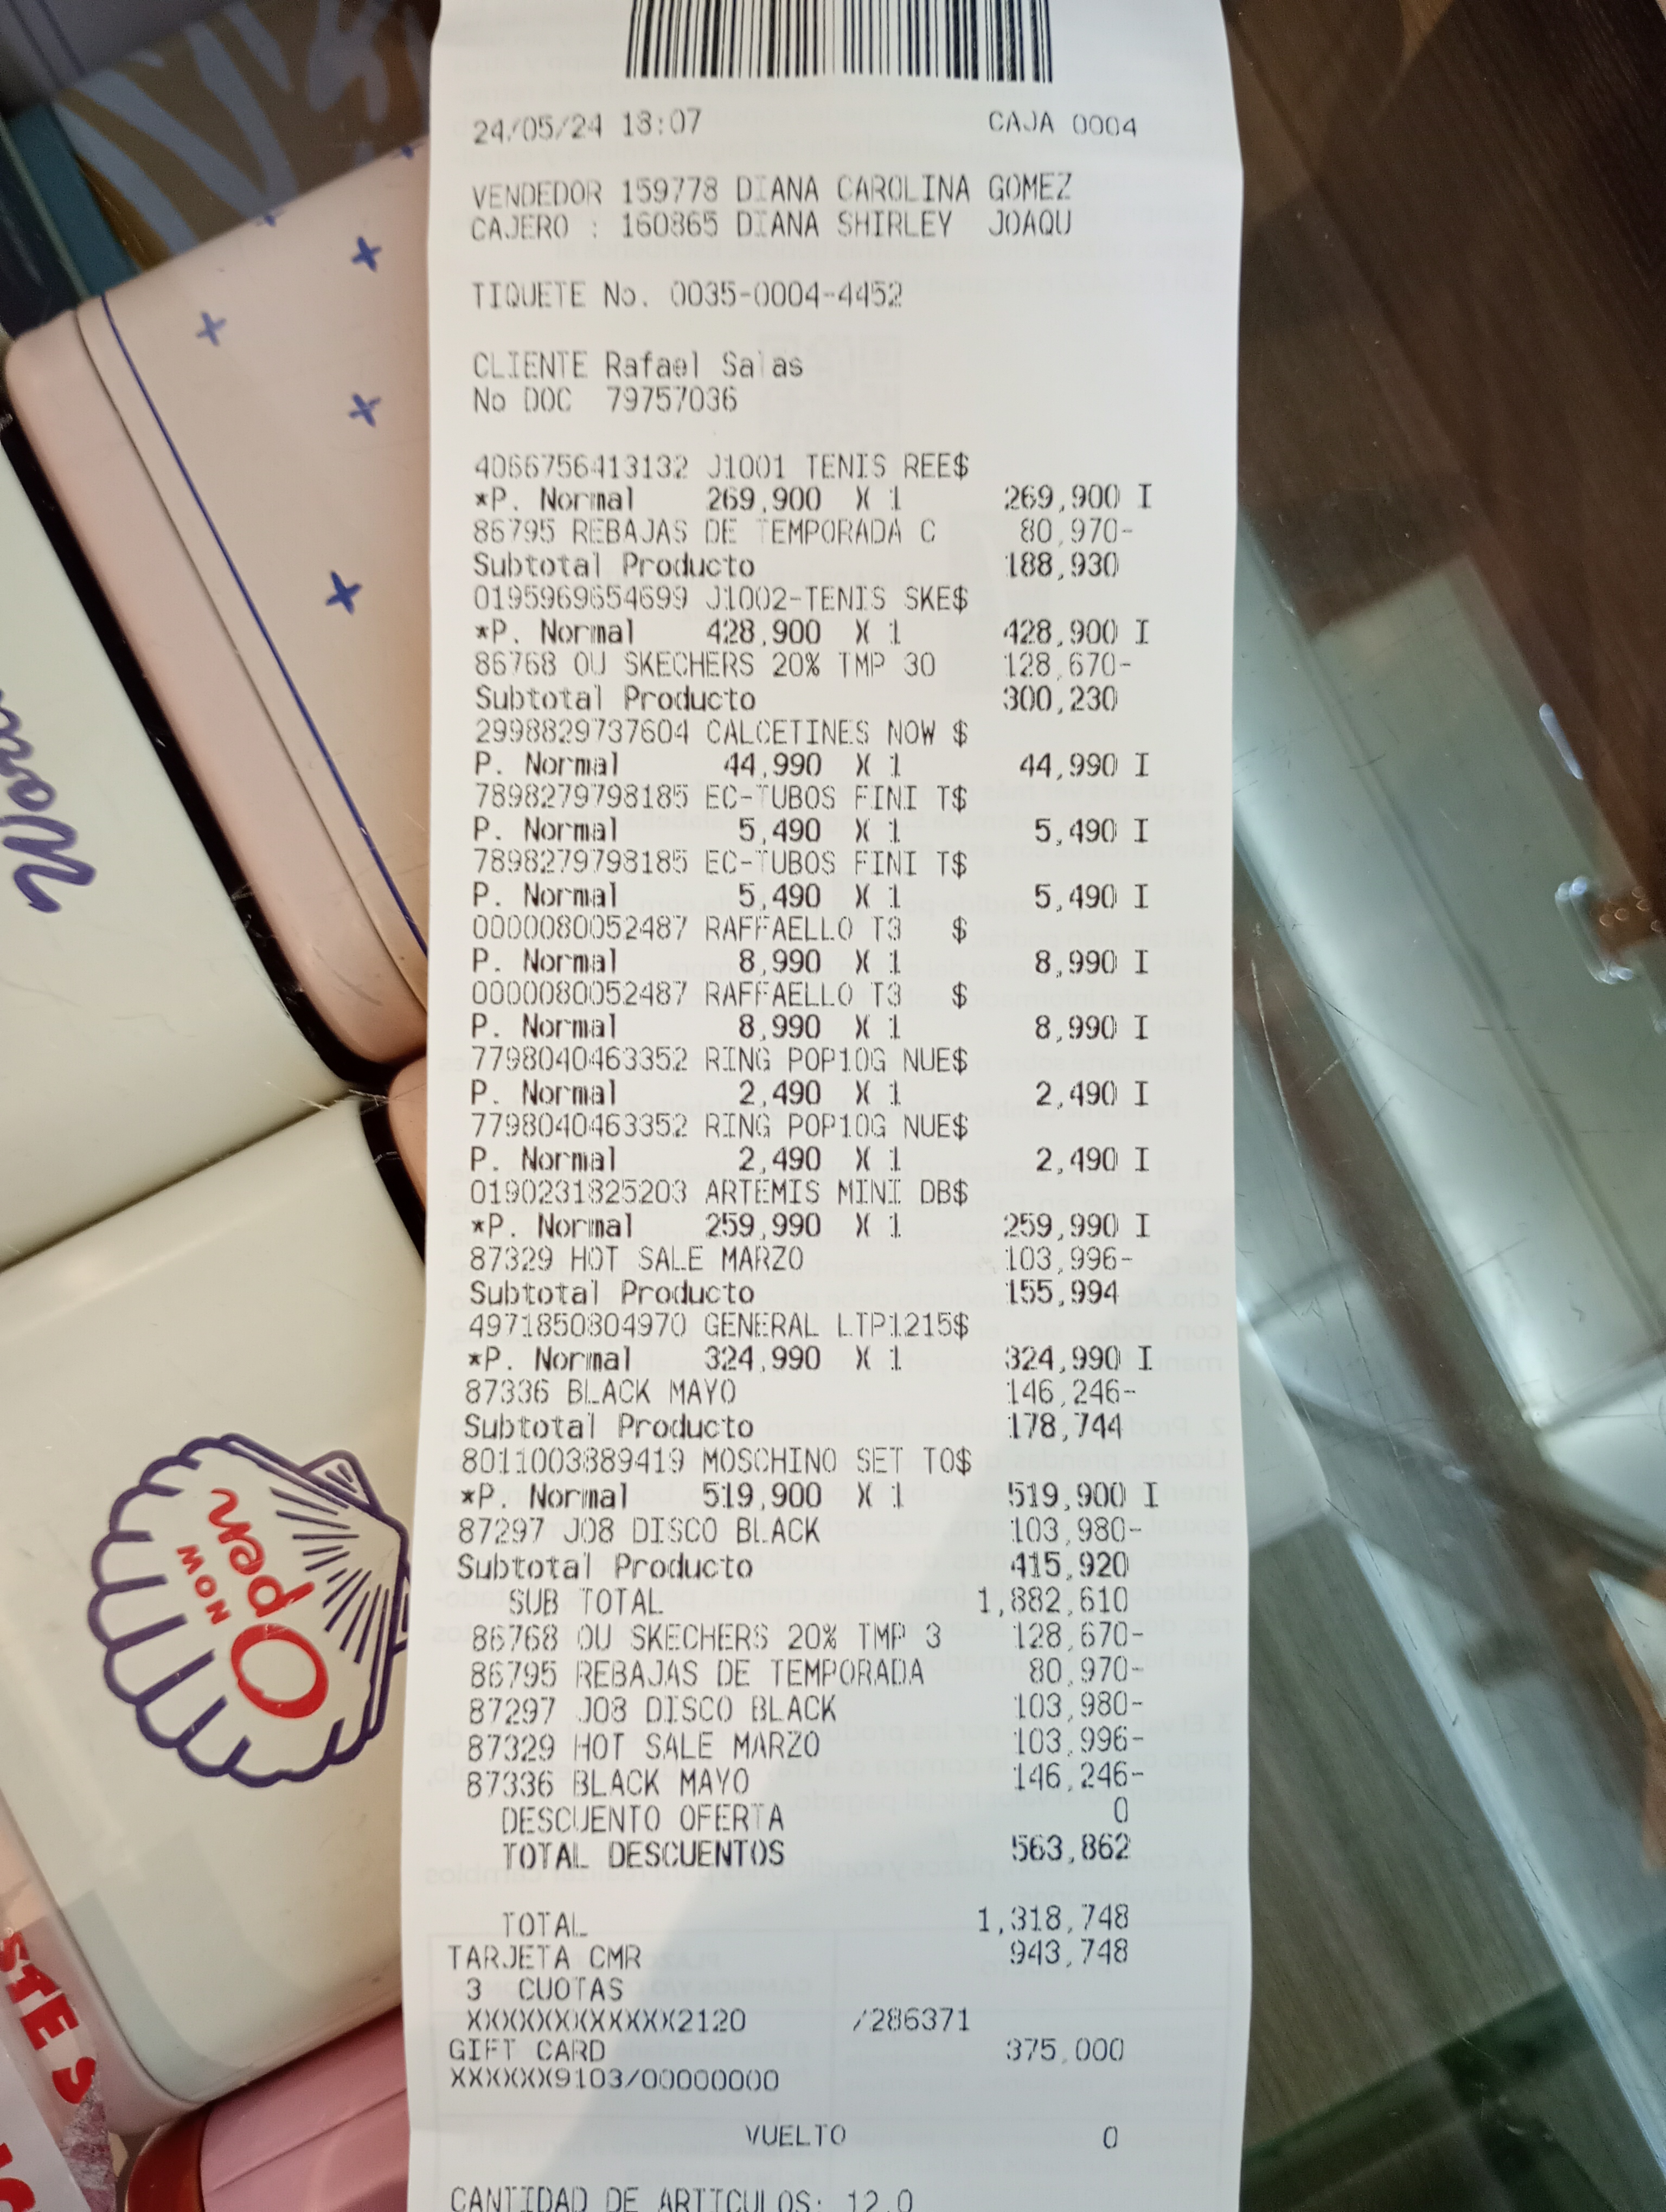 24/05/24 18:07 CAJA 0004
VENDEDOR 159778 DIANA CAROLINA GOMEZ
CAJERO : 160865 DIANA SHIRLEY JOAQU
TIQUETE No. 0035-0004-4452
CLIENTE Rafael Salas
No DOC 79757036
4066756413132 J1001 TENIS REE$
*P. Normal 269,900 X 1 269,900 I
86795 REBAJAS DE TEMPORADA C 80,970-
Subtotal Producto 188,930
0195969654699 J1002-TENIS SKE$
*P. Normal 428,900 X 1 428,900 I
86768 OU SKECHERS 20% TMP 30 128,670-
Subtotal Producto 300,230
2998829737604 CALCETINES NOW $
P. Normal 44,990 X 1 44,990 I
7898279798185 EC-TUBOS FINI T$
P. Normal 5,490 X 1 5,490 I
7898279798185 EC-TUBOS FINI T$
P. Normal 5,490 X 1 5,490 I
0000080052487 RAFFAELLO T3 $
P. Normal 8,990 X 1 8,990 I
0000080052487 RAFFAELLO T3 $
P. Normal 8,990 X 1 8,990 I
7798040463352 RING POP10G NUE$
P. Normal 2,490 X 1 2,490 I
7798040463352 RING POP10G NUE$
P. Normal 2,490 X 1 2,490 I
0190231825203 ARTEMIS MINI DB$
*P. Normal 259,990 X 1 259,990 I
87329 HOT SALE MARZO 103,996-
Subtotal Producto 155,994
4971850804970 GENERAL LTP1215$
*P. Normal 324,990 X 1 324,990 I
87336 BLACK MAYO 146,246-
Subtotal Producto 178,744
8011003889419 MOSCHINO SET TO$
*P. Normal 519,900 X 1 519,900 I
87297 J08 DISCO BLACK 103,980-
Subtotal Producto 415,920
SUB TOTAL 1,882,610
86768 OU SKECHERS 20% TMP 3 128,670-
86795 REBAJAS DE TEMPORADA 80,970-
87297 J08 DISCO BLACK 103,980-
87329 HOT SALE MARZO 103,996-
87336 BLACK MAYO 146,246-
DESCUENTO OFERTA 0
TOTAL DESCUENTOS 563,862
TOTAL 1,318,748
TARJETA CMR 943,748
3 CUOTAS
XXXXXXXXXXXX2120 /286371
GIFT CARD 375,000
XXXXXX9103/00000000
VUELTO 0
CANTIDAD DE ARTICULOS: 12.0
Open
NOW